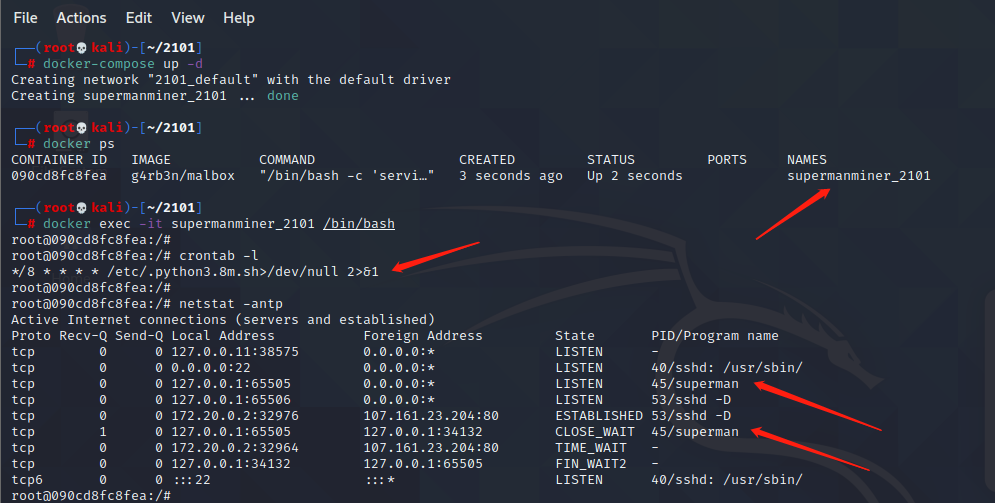 File Actions Edit View Help
┌──(root💀kali)-[~/2101]
└─# docker-compose up -d
Creating network "2101_default" with the default driver
Creating supermanminer_2101 ... done
┌──(root💀kali)-[~/2101]
└─# docker ps
CONTAINER ID   IMAGE           COMMAND                  CREATED         STATUS         PORTS     NAMES
090cd8fc8fea   g4rb3n/malbox   "/bin/bash -c 'servi…"   3 seconds ago   Up 2 seconds             supermanminer_2101
┌──(root💀kali)-[~/2101]
└─# docker exec -it supermanminer_2101 /bin/bash
root@090cd8fc8fea:/#
root@090cd8fc8fea:/# crontab -l
*/8 * * * * /etc/.python3.8m.sh>/dev/null 2>&1
root@090cd8fc8fea:/#
root@090cd8fc8fea:/# netstat -antp
Active Internet connections (servers and established)
Proto Recv-Q Send-Q Local Address           Foreign Address         State       PID/Program name
tcp        0      0 127.0.0.11:38575        0.0.0.0:*               LISTEN      -
tcp        0      0 0.0.0.0:22              0.0.0.0:*               LISTEN      40/sshd: /usr/sbin/
tcp        0      0 127.0.0.1:65505         0.0.0.0:*               LISTEN      45/superman
tcp        0      0 127.0.0.1:65506         0.0.0.0:*               LISTEN      53/sshd -D
tcp        0      0 172.20.0.2:32976        107.161.23.204:80       ESTABLISHED 53/sshd -D
tcp        1      0 127.0.0.1:65505         127.0.0.1:34132         CLOSE_WAIT  45/superman
tcp        0      0 172.20.0.2:32964        107.161.23.204:80       TIME_WAIT   -
tcp        0      0 127.0.0.1:34132         127.0.0.1:65505         FIN_WAIT2   -
tcp6       0      0 :::22                   :::*                    LISTEN      40/sshd: /usr/sbin/
root@090cd8fc8fea:/#